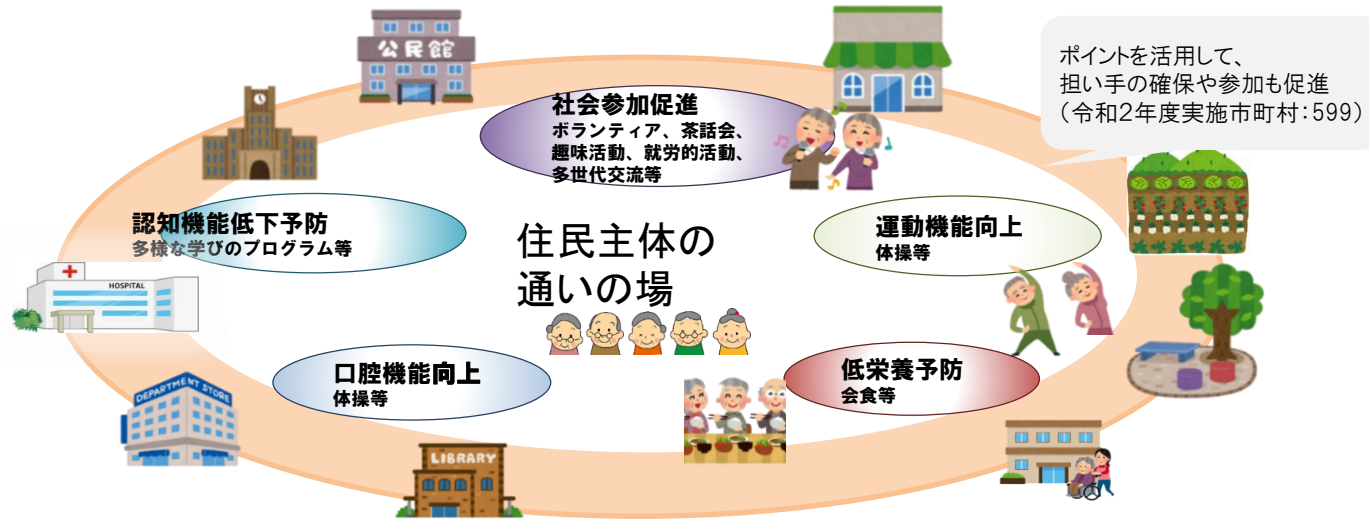 公民館
ポイントを活用して、
担い手の確保や参加も促進
（令和2年度実施市町村：599）
社会参加促進
ボランティア、茶話会、
趣味活動、就労的活動、
多世代交流等
認知機能低下予防
多様な学びのプログラム等
住民主体の
通いの場
運動機能向上
体操等
HOSPITAL
口腔機能向上
体操等
低栄養予防
会食等
DEPARTMENT STORE
LIBRARY